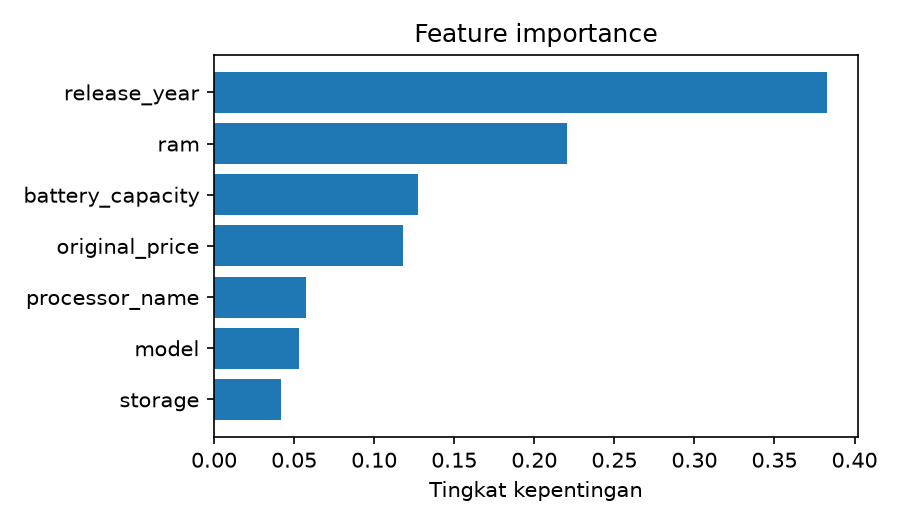 Feature importance
release_year
ram
battery_capacity
original_price
processor_name
model
storage
0.00 0.05 0.10 0.15 0.20 0.25 0.30 0.35 0.40
Tingkat kepentingan